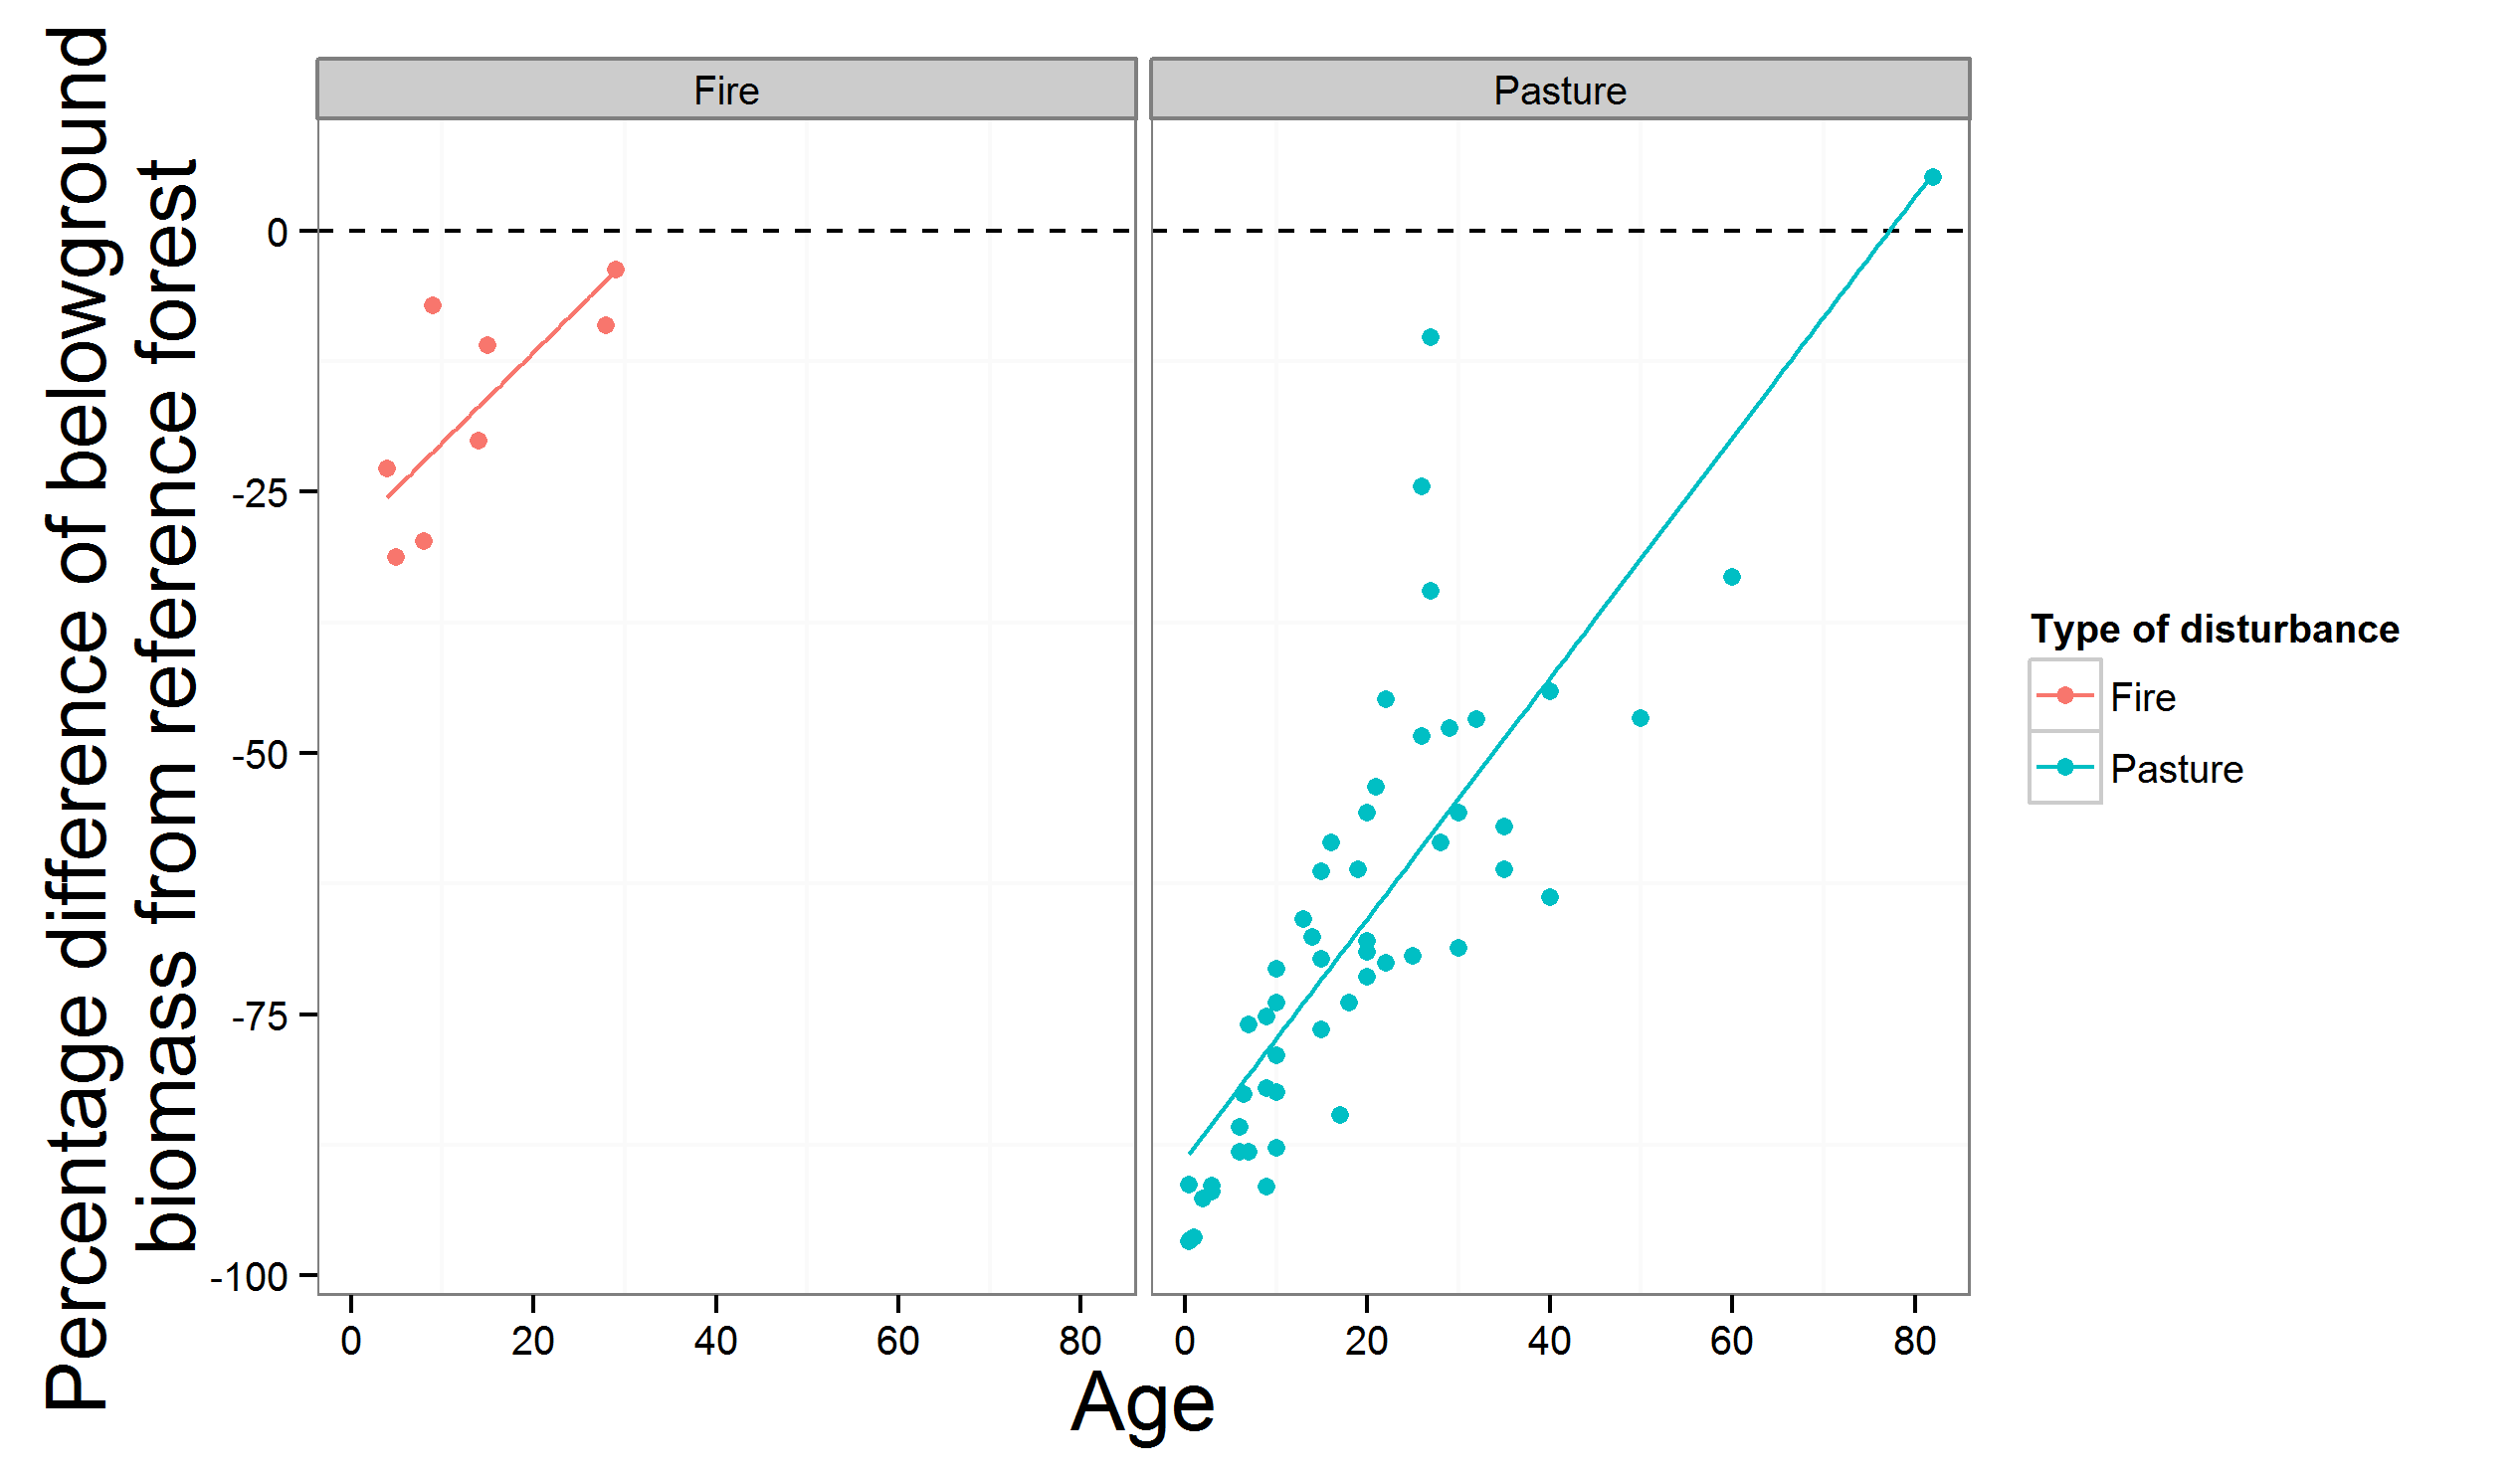 Percentage difference of belowground
biomass from reference forest
Fire
Pasture
0
-25
-50
-75
-100
0 20 40 60 80
0 20 40 60 80
Age
Type of disturbance
Fire
Pasture